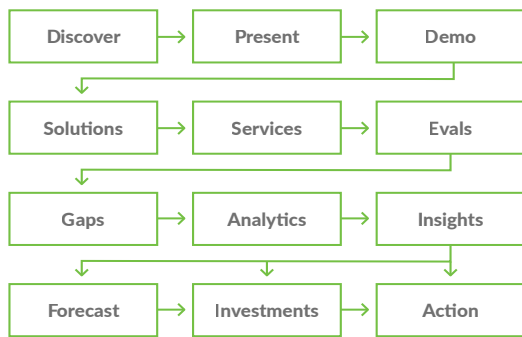 Discover Present Demo
Solutions Services Evals
Gaps Analytics Insights
Forecast Investments Action